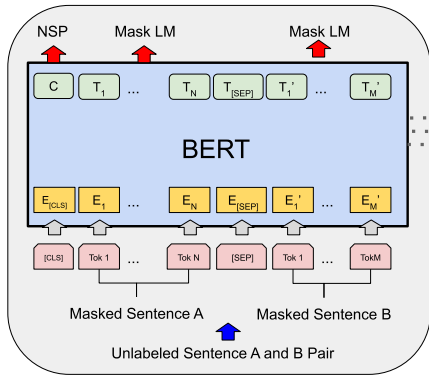 NSP Mask LM Mask LM
C T1 ... TN T[SEP] T1' ... TM'
BERT
E[CLS] E1 ... EN E[SEP] E1' ... EM'
[CLS] Tok 1 ... Tok N [SEP] Tok 1 ... TokM
Masked Sentence A Masked Sentence B
Unlabeled Sentence A and B Pair